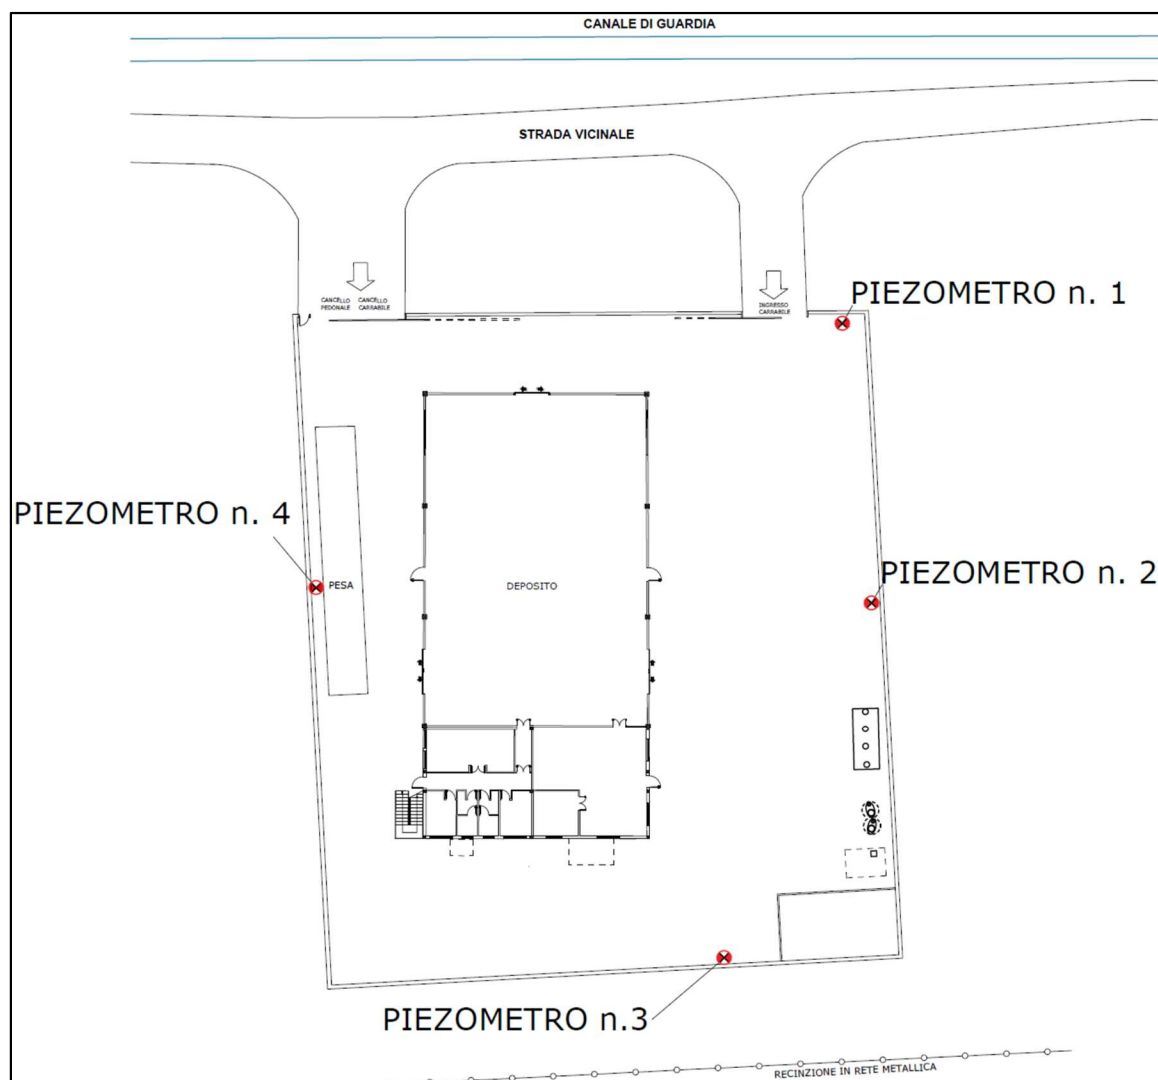 CANALE DI GUARDIA
STRADA VICINALE
CANCELLO PEDONALE
CANCELLO CARRABILE
INGRESSO CARRABILE
PIEZOMETRO n. 1
PIEZOMETRO n. 4
PESA
DEPOSITO
PIEZOMETRO n. 2
PIEZOMETRO n.3
RECINZIONE IN RETE METALLICA